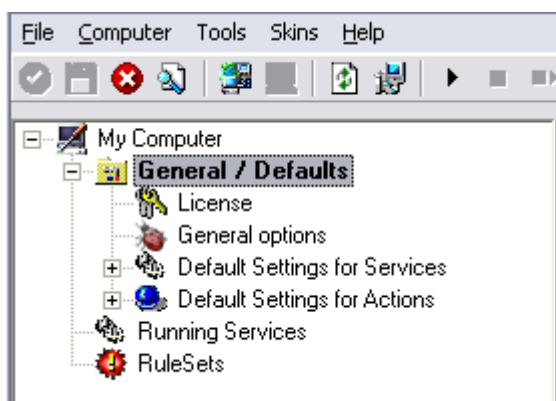 File Computer Tools Skins Help
My Computer
General / Defaults
License
General options
Default Settings for Services
Default Settings for Actions
Running Services
RuleSets